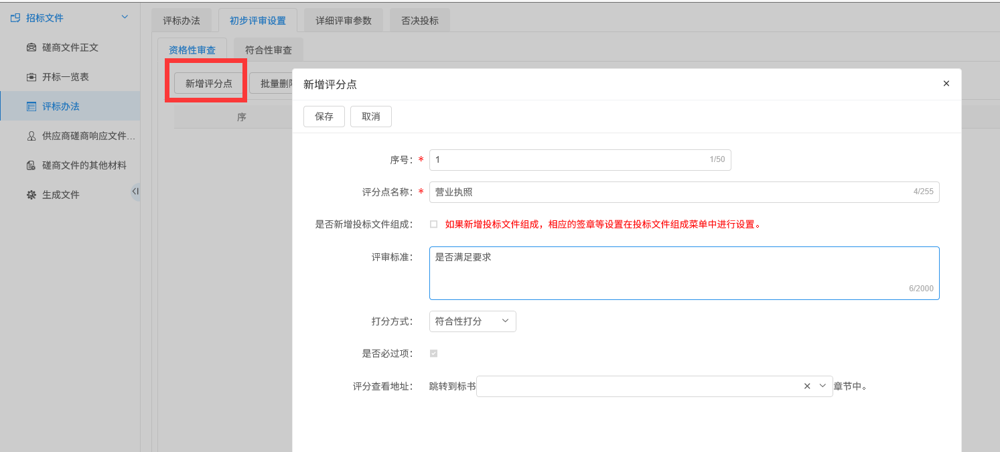 招标文件
磋商文件正文
开标一览表
评标办法
供应商磋商响应文件...
磋商文件的其他材料
生成文件
评标办法 初步评审设置 详细评审参数 否决投标
资格性审查 符合性审查
新增评分点 批量删
序
新增评分点
保存 取消
序号：* 1 1/50
评分点名称：* 营业执照 4/255
是否新增投标文件组成： 如果新增投标文件组成，相应的签章等设置在投标文件组成菜单中进行设置。
评审标准： 是否满足要求
6/2000
打分方式： 符合性打分
是否必过项：
评分查看地址： 跳转到标书 章节中。